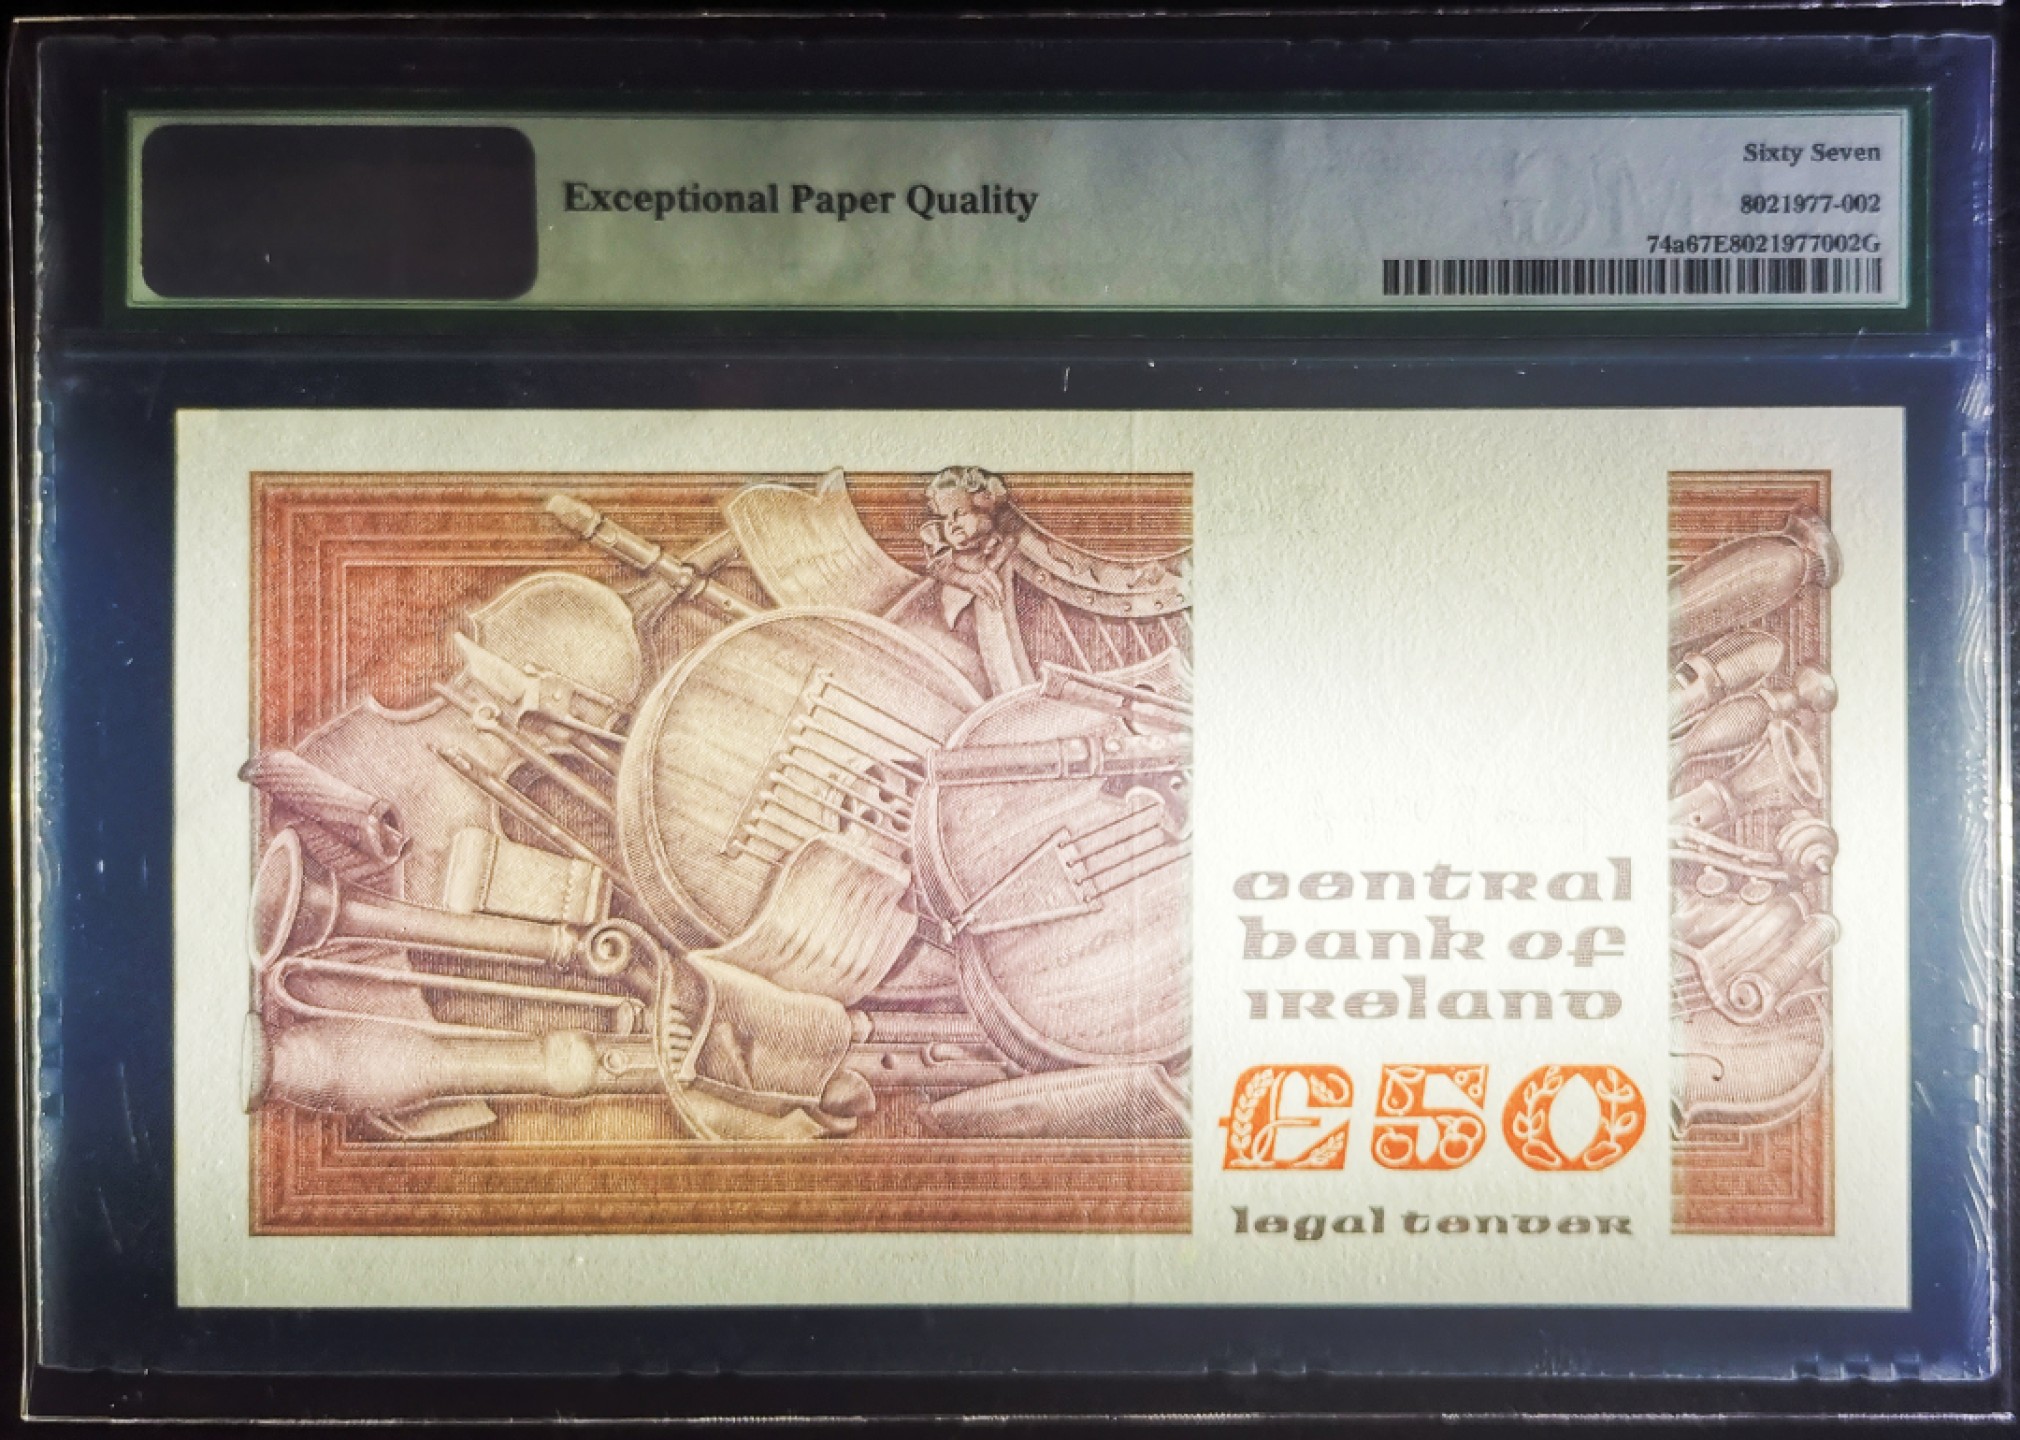 Exceptional Paper Quality
Sixty Seven
8021977-002
74a67E8021977002G
central
bank of
ireland
£50
legal tender